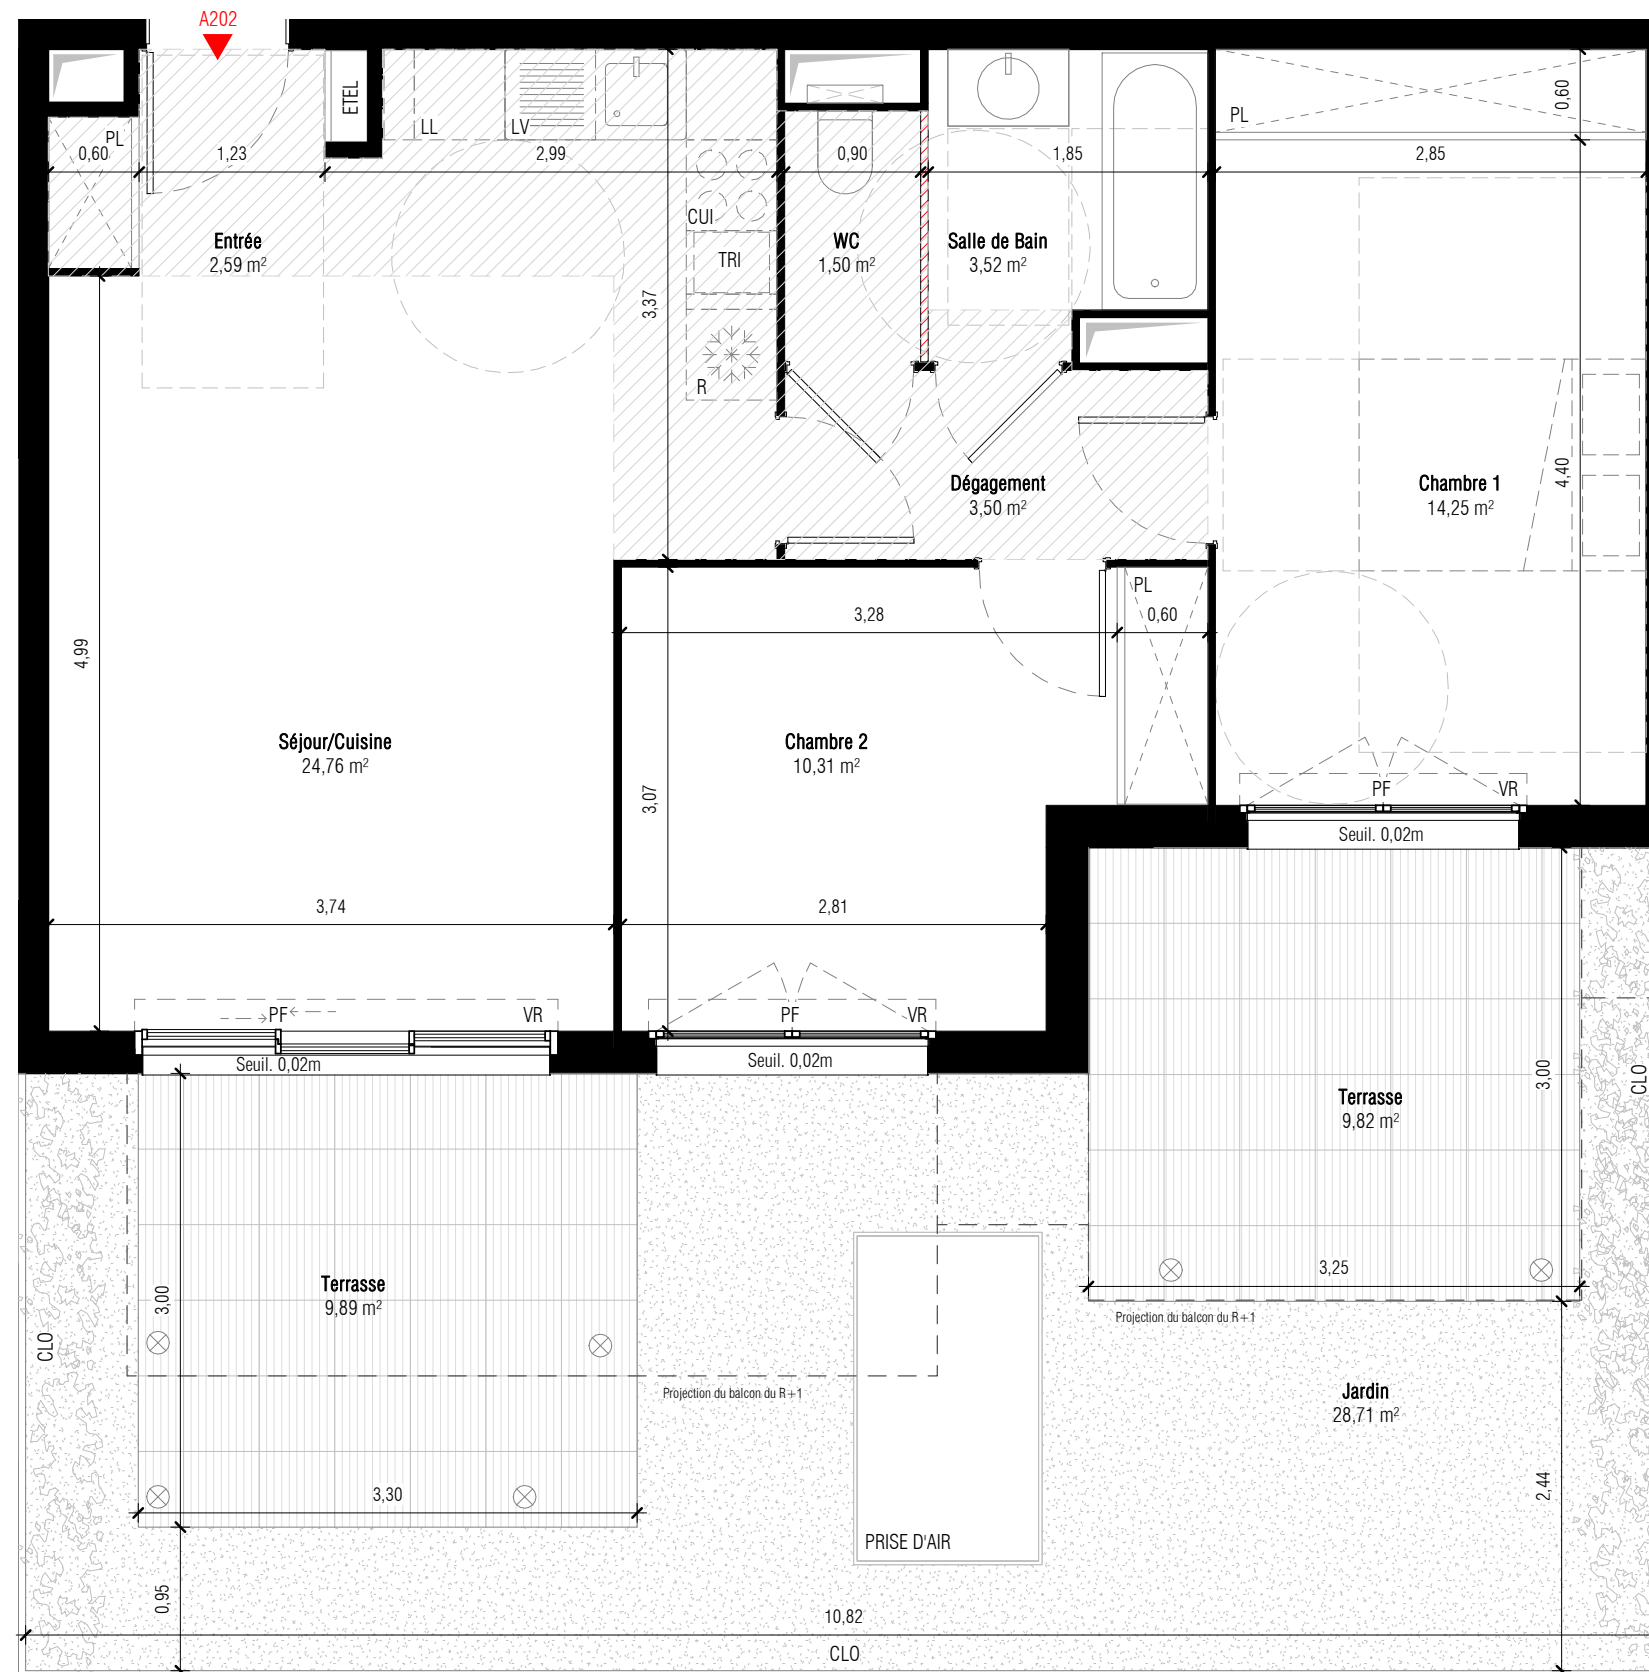 A202
ETEL
LL
LV
PL
0,60
PL
0,60
1,23
2,99
0,90
1,85
2,85
CUI
TRI
R
Entrée
2,59 m²
WC
1,50 m²
Salle de Bain
3,52 m²
3,37
Dégagement
3,50 m²
Chambre 1
14,25 m²
4,40
PL
3,28
0,60
4,99
Séjour/Cuisine
24,76 m²
Chambre 2
10,31 m²
3,07
PF
VR
Seuil. 0,02m
3,74
2,81
PF
VR
Seuil. 0,02m
PF
VR
Seuil. 0,02m
3,00
CLO
Terrasse
9,82 m²
3,25
Projection du balcon du R+1
Terrasse
9,89 m²
3,00
CLO
Projection du balcon du R+1
Jardin
28,71 m²
3,30
2,44
PRISE D'AIR
0,95
10,82
CLO